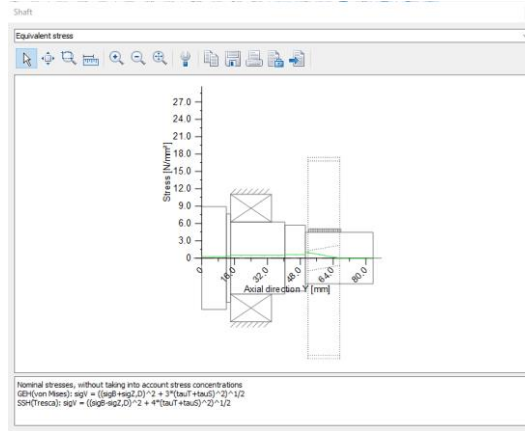 Shaft
Equivalent stress
27.0
24.0
21.0
18.0
15.0
12.0
9.0
6.0
3.0
0
Stress [N/mm²]
0
16.0
32.0
48.0
64.0
80.0
Axial direction Y [mm]
Nominal stresses, without taking into account stress concentrations
GEH(von Mises): sigV = ((sigB+sigZ,D)^2 + 3*(tauT+tauS)^2)^1/2
SSH(Tresca): sigV = ((sigB-sigZ,D)^2 + 4*(tauT+tauS)^2)^1/2